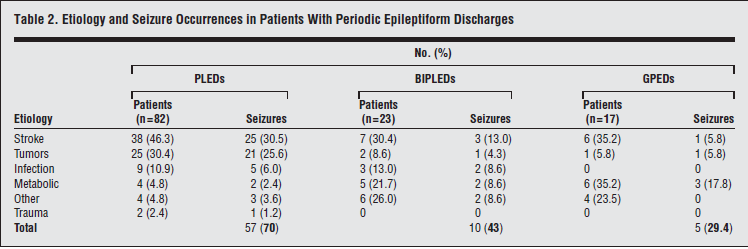 Table 2. Etiology and Seizure Occurrences in Patients With Periodic Epileptiform Discharges
No. (%)
PLEDs BIPLEDs GPEDs
Patients Patients Patients
Etiology (n=82) Seizures (n=23) Seizures (n=17) Seizures
Stroke 38 (46.3) 25 (30.5) 7 (30.4) 3 (13.0) 6 (35.2) 1 (5.8)
Tumors 25 (30.4) 21 (25.6) 2 (8.6) 1 (4.3) 1 (5.8) 1 (5.8)
Infection 9 (10.9) 5 (6.0) 3 (13.0) 2 (8.6) 0 0
Metabolic 4 (4.8) 2 (2.4) 5 (21.7) 2 (8.6) 6 (35.2) 3 (17.8)
Other 4 (4.8) 3 (3.6) 6 (26.0) 2 (8.6) 4 (23.5) 0
Trauma 2 (2.4) 1 (1.2) 0 0 0 0
Total 57 (70) 10 (43) 5 (29.4)